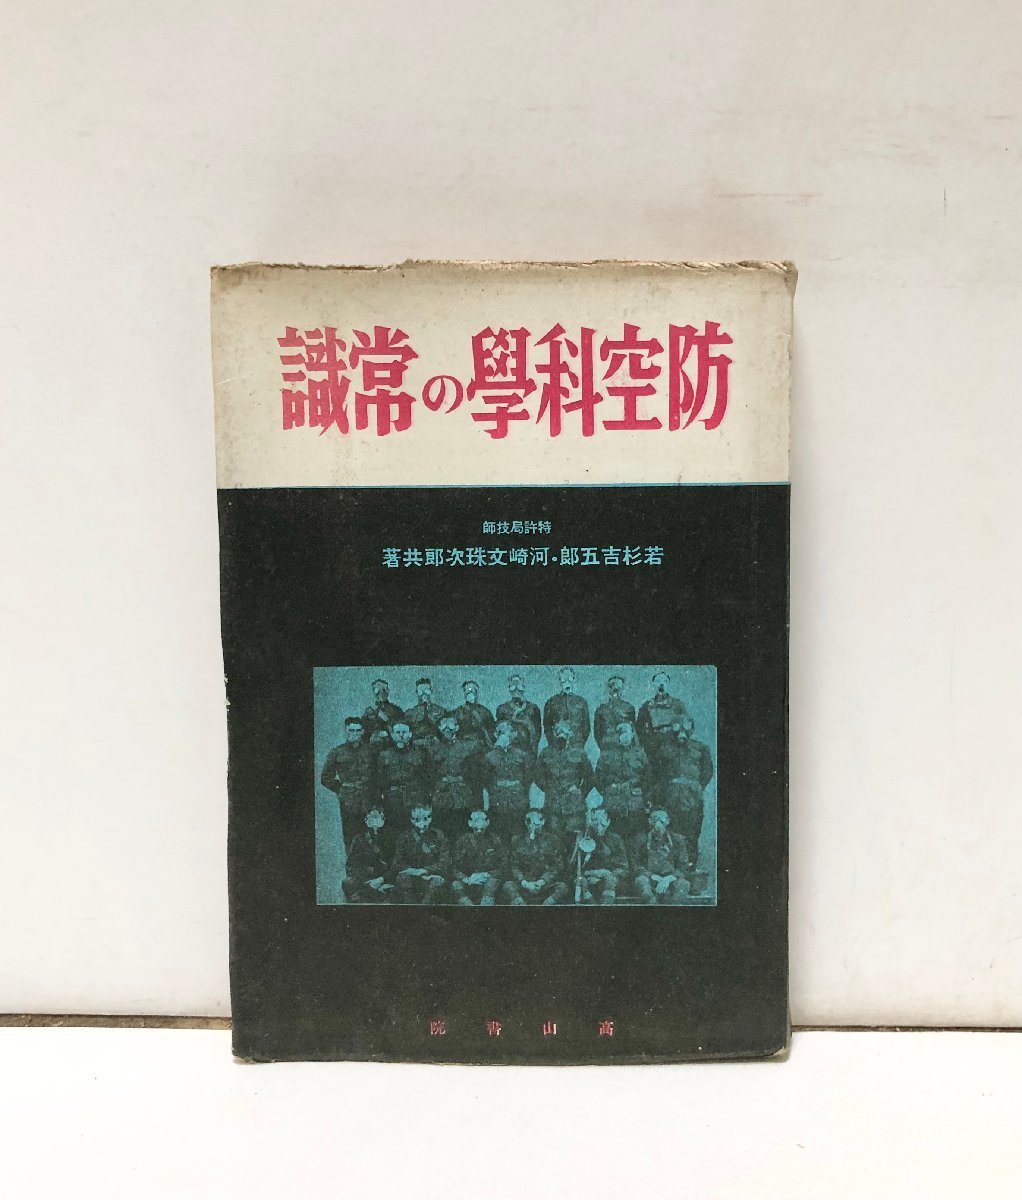 防空科學の常識
特許局技師
若杉吉五郎・河崎文珠次郎共著
高山書院